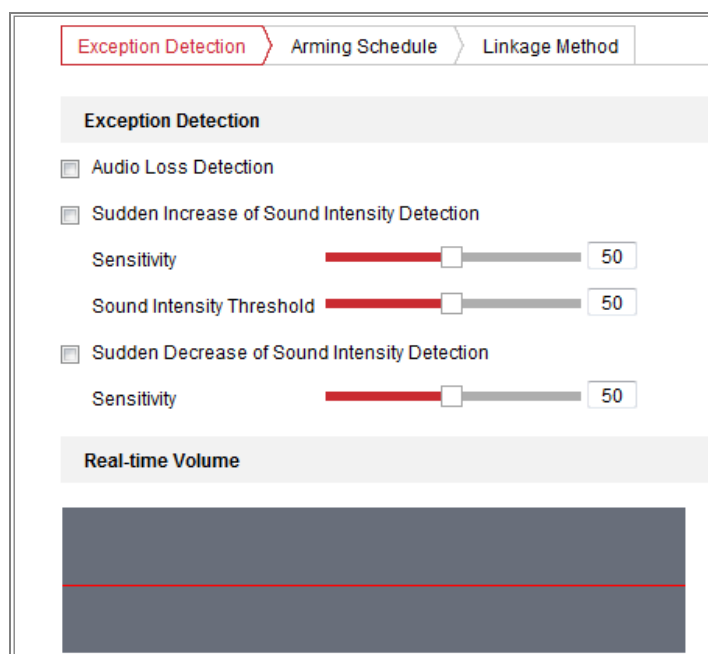 Exception Detection Arming Schedule Linkage Method
Exception Detection
Audio Loss Detection
Sudden Increase of Sound Intensity Detection
Sensitivity 50
Sound Intensity Threshold 50
Sudden Decrease of Sound Intensity Detection
Sensitivity 50
Real-time Volume